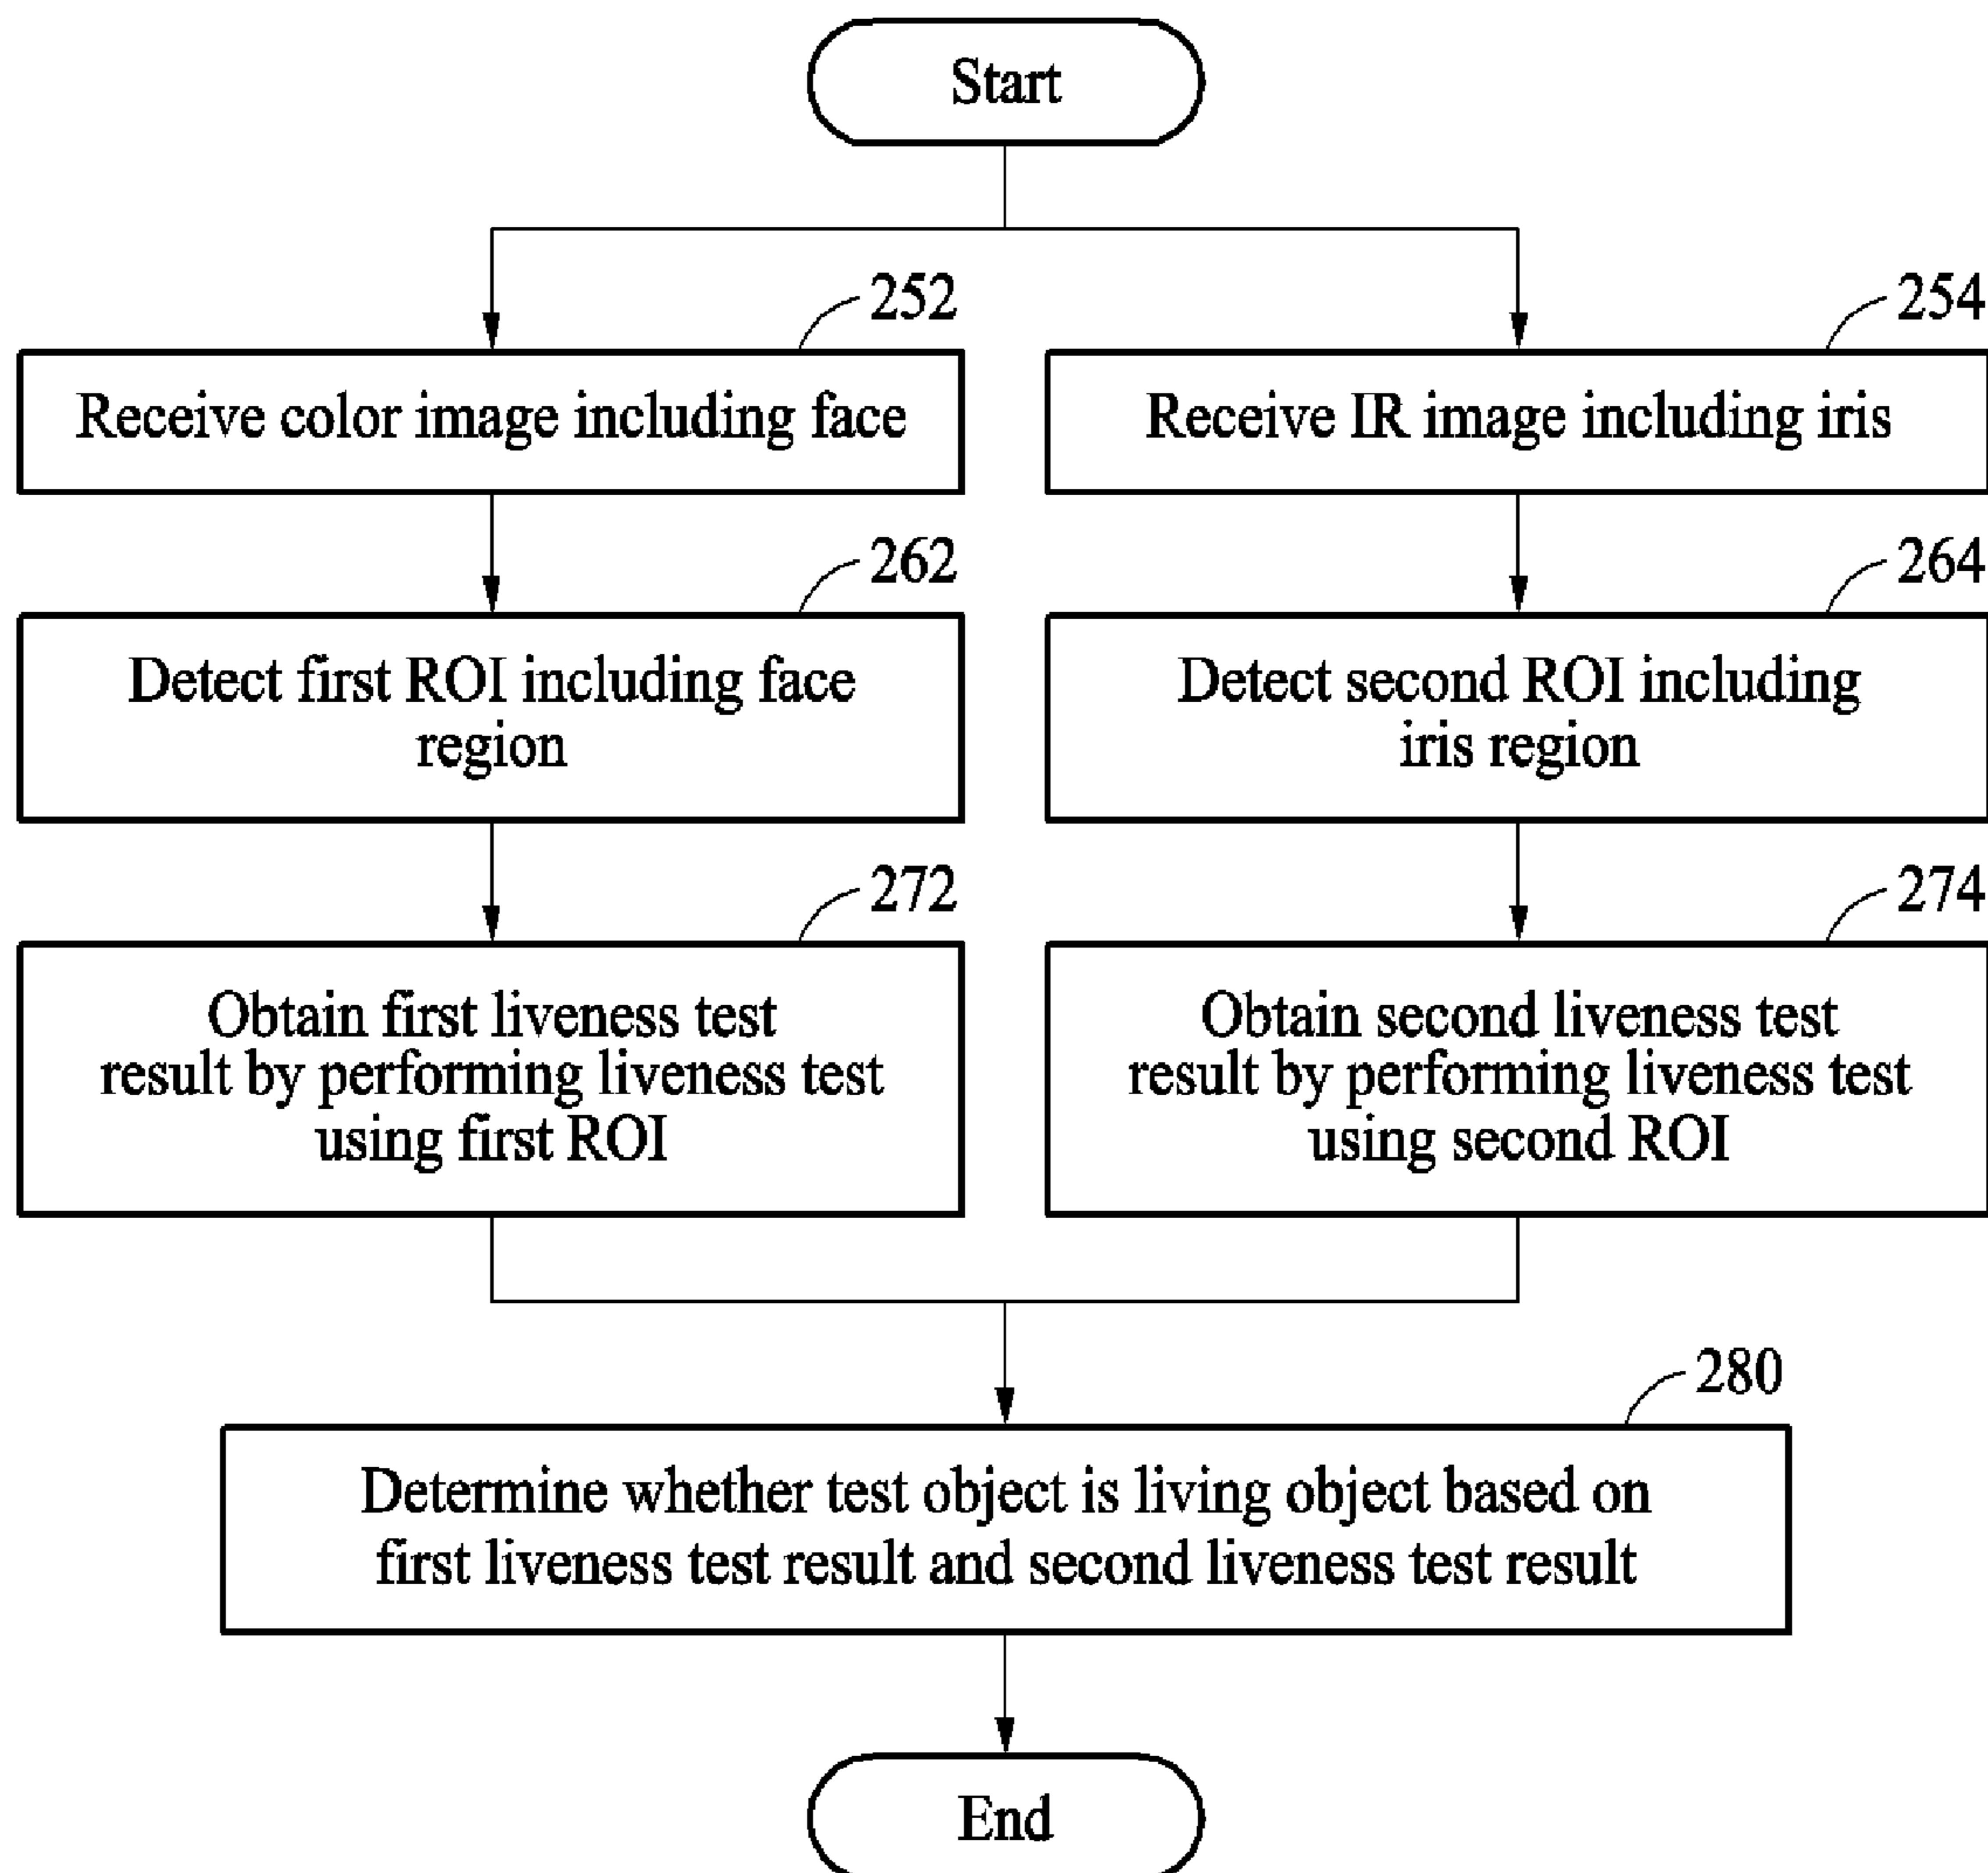 Start
252
254
Receive color image including face
Receive IR image including iris
262
264
Detect first ROI including face
region
Detect second ROI including
iris region
272
274
Obtain first liveness test
result by performing liveness test
using first ROI
Obtain second liveness test
result by performing liveness test
using second ROI
280
Determine whether test object is living object based on
first liveness test result and second liveness test result
End